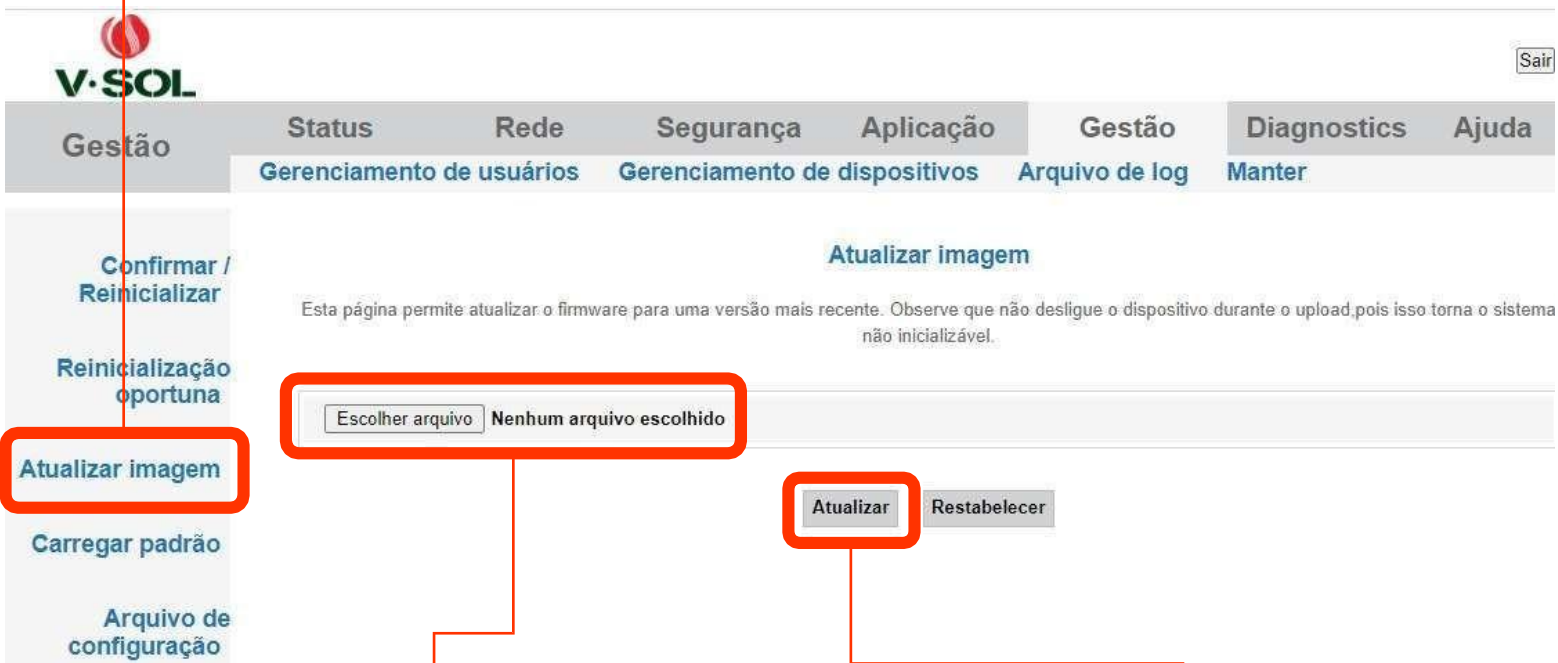 V·SOL
Sair
Gestão
Status Rede Segurança Aplicação Gestão Diagnostics Ajuda
Gerenciamento de usuários Gerenciamento de dispositivos Arquivo de log Manter
Confirmar /
Reinicializar
Reinicialização
oportuna
Atualizar imagem
Carregar padrão
Arquivo de
configuração
Atualizar imagem
Esta página permite atualizar o firmware para uma versão mais recente. Observe que não desligue o dispositivo durante o upload,pois isso torna o sistema
não inicializável.
Escolher arquivo Nenhum arquivo escolhido
Atualizar Restabelecer